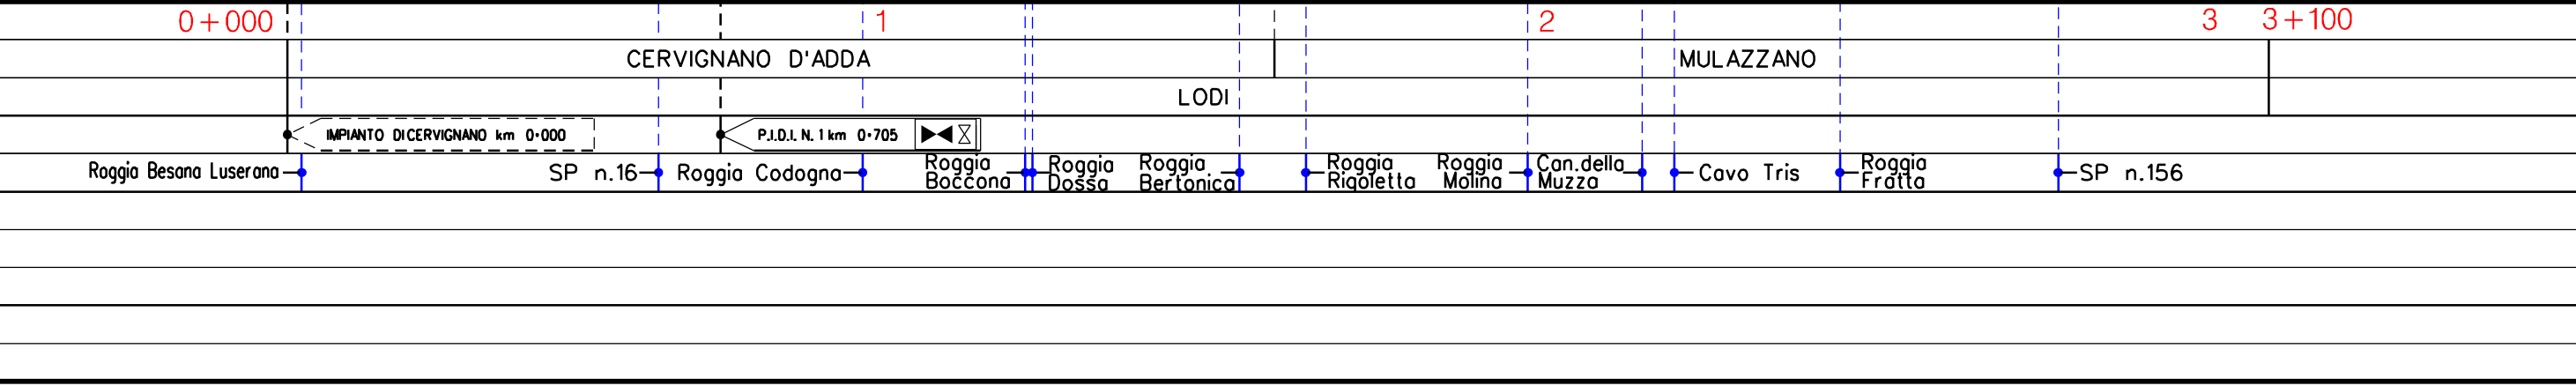 0+000 1 2 3 3+100
CERVIGNANO D'ADDA MULAZZANO
LODI
IMPIANTO DI CERVIGNANO km 0+000 P.I.D.I. N. 1 km 0+705
Roggia Besana Luserana SP n.16 Roggia Codogna Roggia Boccona Roggia Dossa Roggia Bertonica Roggia Rigoletta Roggia Molina Can.della Muzza Cavo Tris Roggia Fratta SP n.156